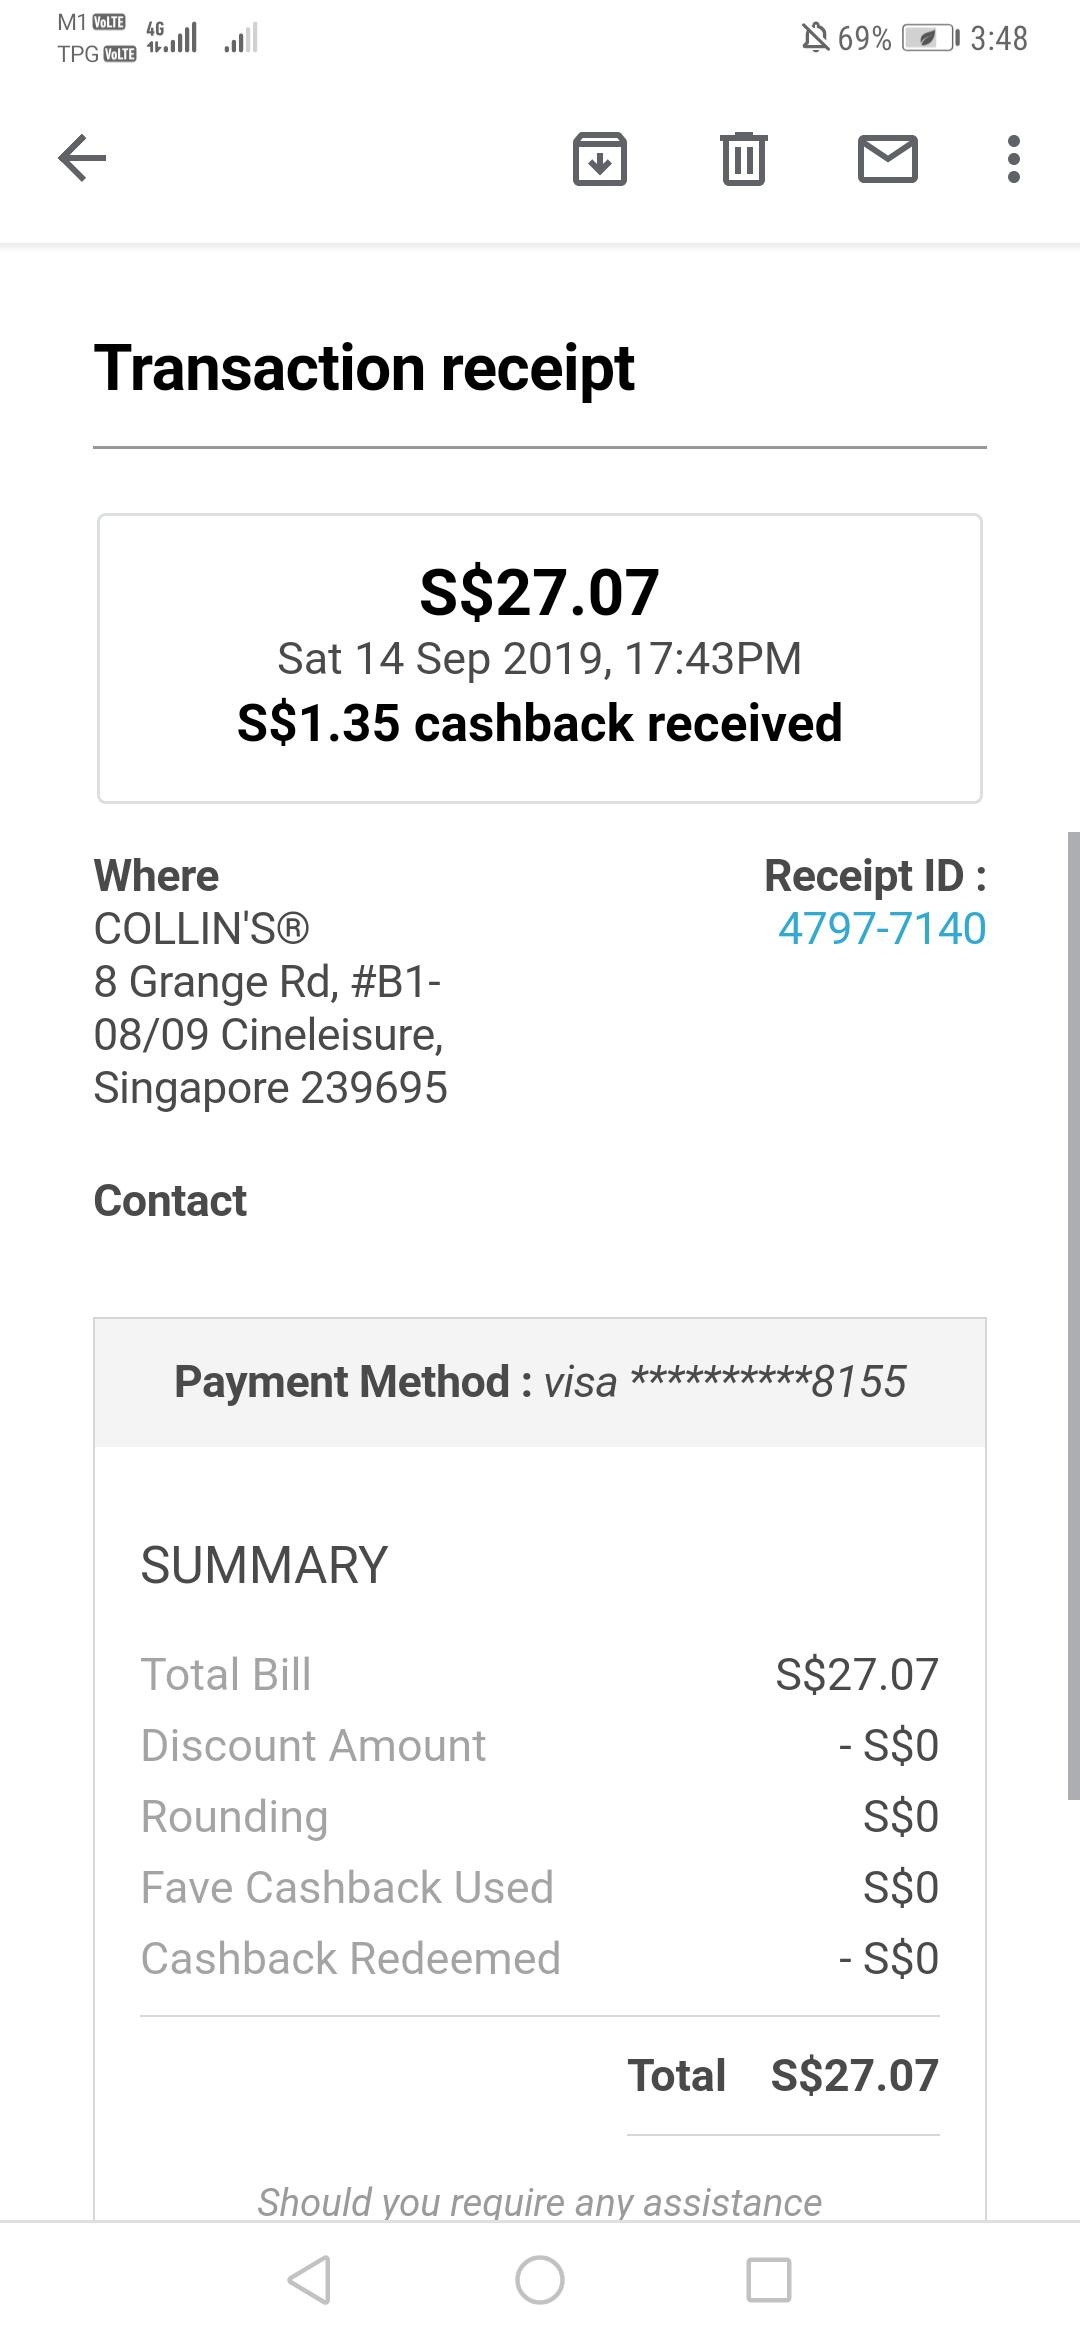 M1 VoLTE 4G 69% 3:48
TPG VoLTE
Transaction receipt
S$27.07
Sat 14 Sep 2019, 17:43PM
S$1.35 cashback received
Where
COLLIN'S®
8 Grange Rd, #B1-
08/09 Cineleisure,
Singapore 239695
Receipt ID :
4797-7140
Contact
Payment Method : visa **********8155
SUMMARY
Total Bill S$27.07
Discount Amount - S$0
Rounding S$0
Fave Cashback Used S$0
Cashback Redeemed - S$0
Total S$27.07
Should you require any assistance